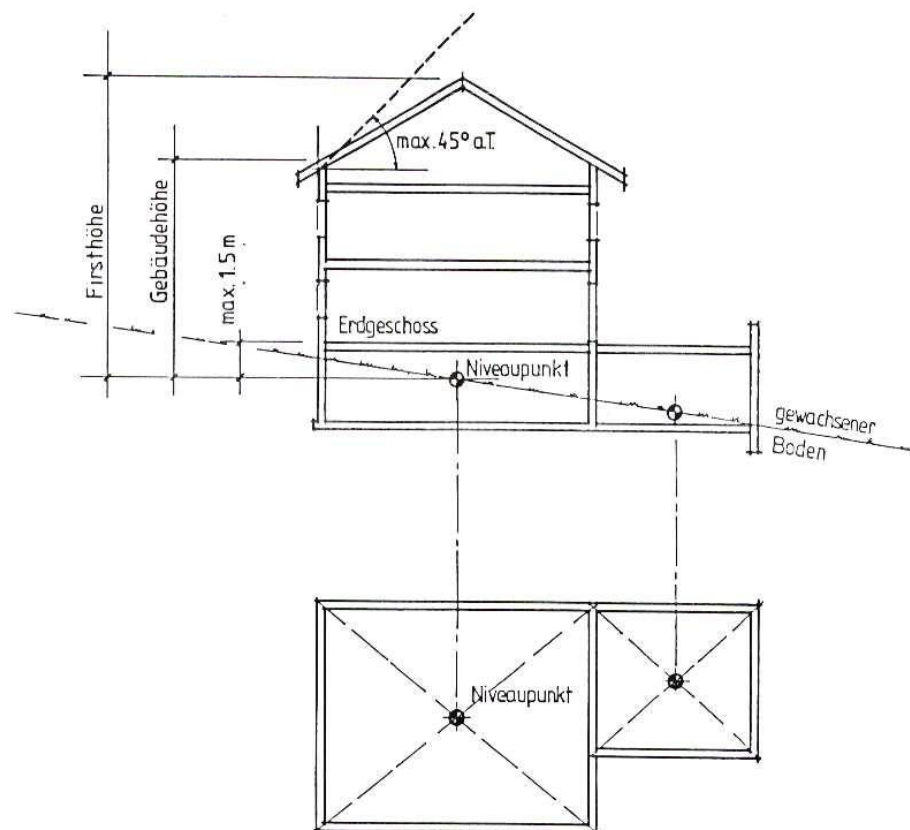 max. 45° a.T.
Firsthöhe
Gebäudehöhe
max. 1.5 m
Erdgeschoss
Niveaupunkt
gewachsener
Boden
Niveaupunkt